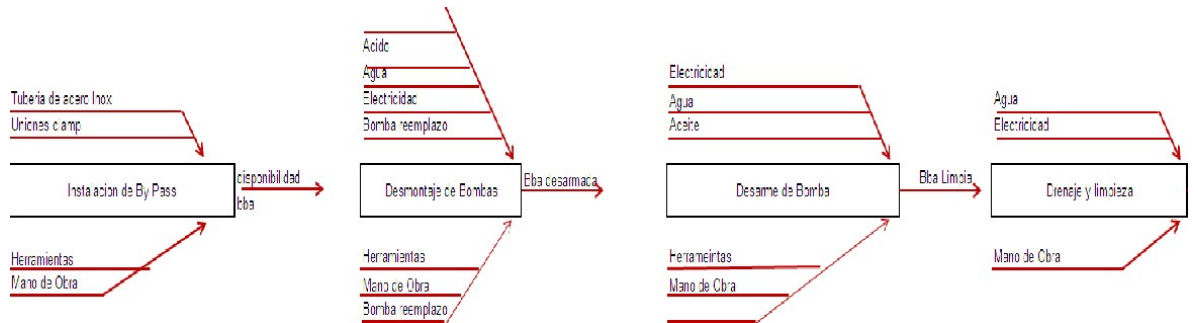 Tuberia de acero Inox
Uniones clamp
Instalacion de By Pass
disponibilidad
bba
Herramientas
Mano de Obra
Acido
Agua
Electricidad
Bomba reemplazo
Desmontaje de Bombas
Bba desarmada
Herramientas
Mano de Obra
Bomba reemplazo
Electricidad
Agua
Aceite
Desarme de Bomba
Bba Limpia
Herrameintas
Mano de Obra
Agua
Electricidad
Drenaje y limpieza
Mano de Obra